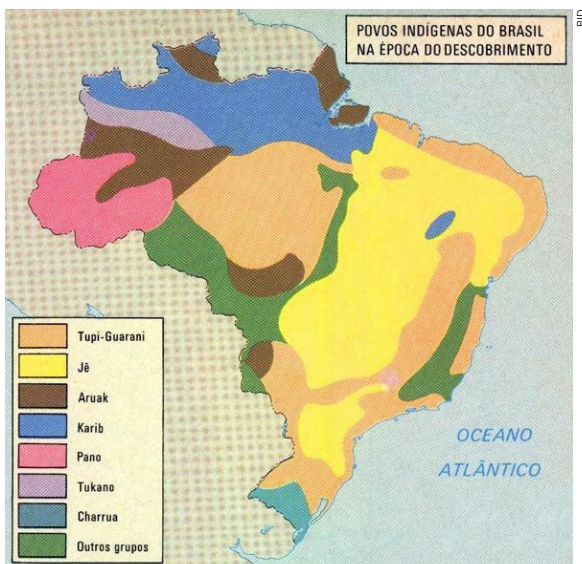 POVOS INDÍGENAS DO BRASIL
NA ÉPOCA DO DESCOBRIMENTO
Tupi-Guarani
Jê
Aruak
Karib
Pano
Tukano
Charrua
Outros grupos
OCEANO
ATLÂNTICO